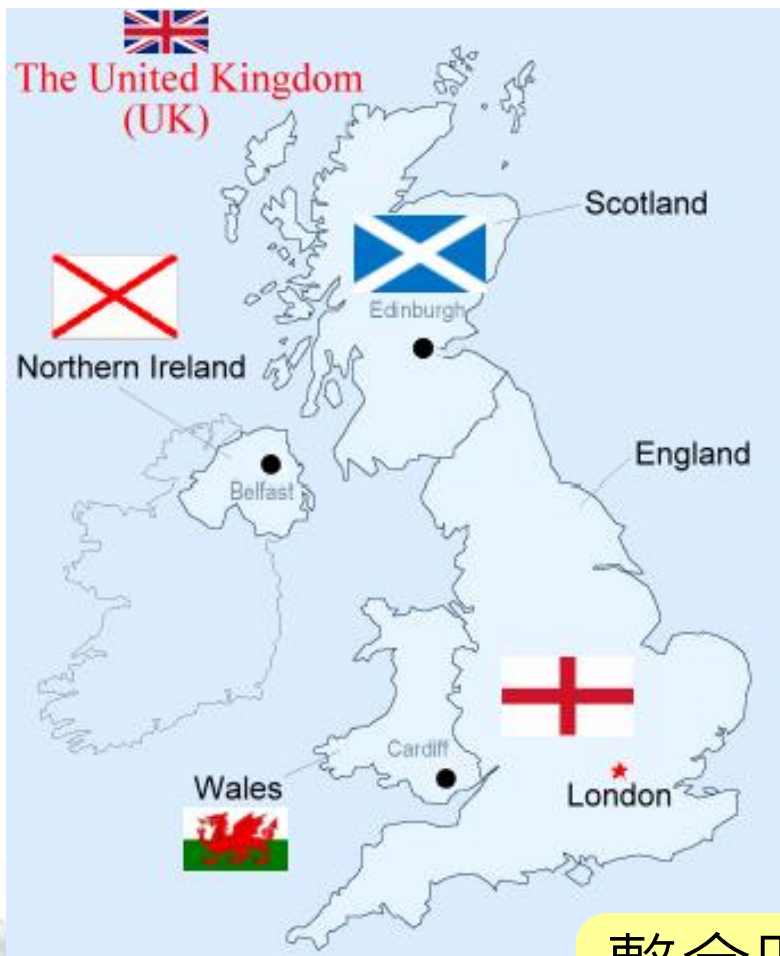 The United Kingdom
(UK)
Scotland
Edinburgh
Northern Ireland
England
Belfast
Cardiff
Wales
London